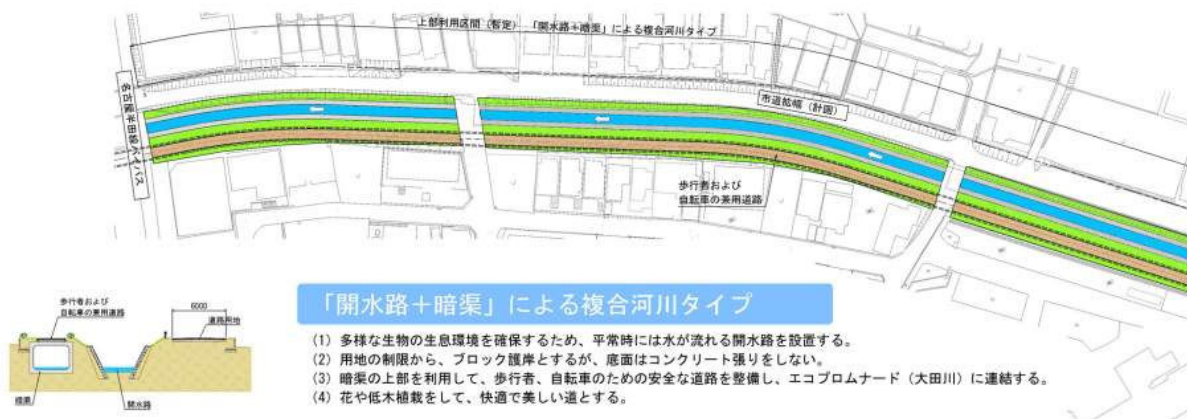 上部利用区間（暫定）「開水路＋暗渠」による複合河川タイプ
名古屋半田線バイパス
市道拡幅（計画）
歩行者および
自転車の兼用道路
歩行者および
自転車の兼用道路
6000
道路用地
暗渠
開水路
「開水路＋暗渠」による複合河川タイプ
(1) 多様な生物の生息環境を確保するため、平常時には水が流れる開水路を設置する。
(2) 用地の制限から、ブロック護岸とするが、底面はコンクリート張りをしない。
(3) 暗渠の上部を利用して、歩行者、自転車のための安全な道路を整備し、エコプロムナード（大田川）に連結する。
(4) 花や低木植栽をして、快適で美しい道とする。